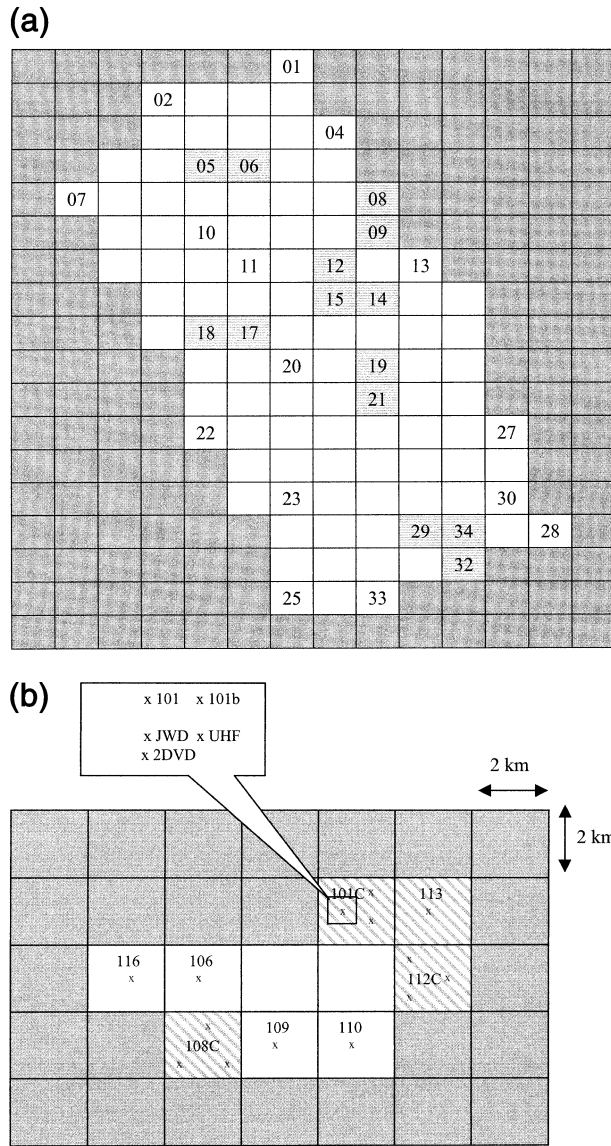 (a)
01
02
04
05 06
07 08
10 09
11 12 13
15 14
18 17
20 19
21
22 27
23 30
29 34 28
32
25 33
(b)
x 101 x 101b
x JWD x UHF
x 2DVD
2 km
2 km
101C x 113
x x x
116 106 x
x x 112C x
x
x 109 110
108C x x
x x